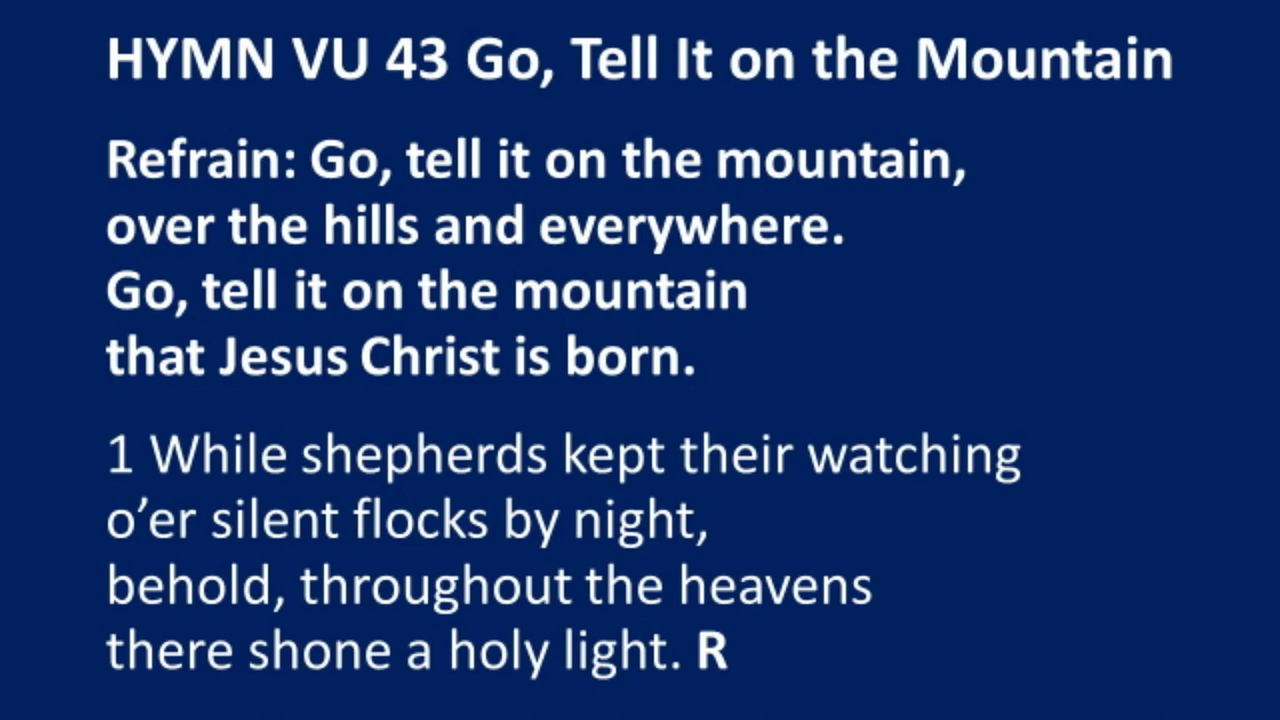 HYMN VU 43 Go, Tell It on the Mountain
Refrain: Go, tell it on the mountain,
over the hills and everywhere.
Go, tell it on the mountain
that Jesus Christ is born.
1 While shepherds kept their watching
o’er silent flocks by night,
behold, throughout the heavens
there shone a holy light. R